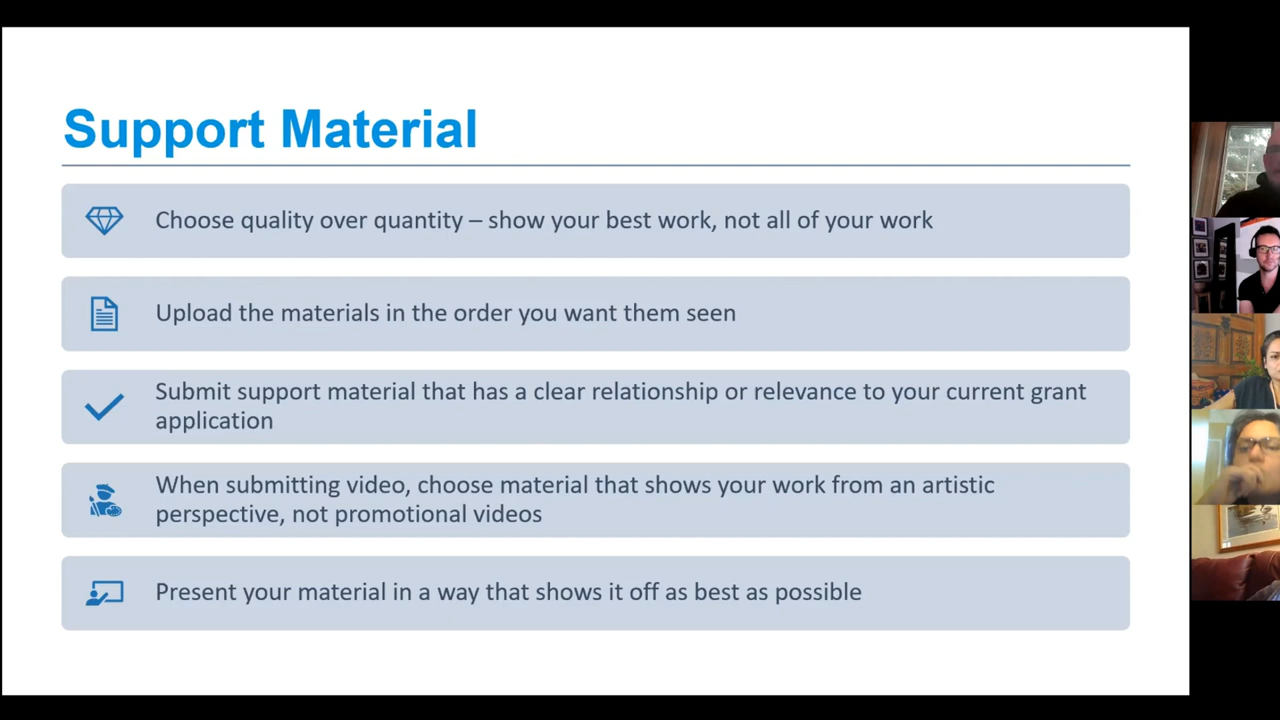 Support Material
Choose quality over quantity – show your best work, not all of your work
Upload the materials in the order you want them seen
Submit support material that has a clear relationship or relevance to your current grant
application
When submitting video, choose material that shows your work from an artistic
perspective, not promotional videos
Present your material in a way that shows it off as best as possible